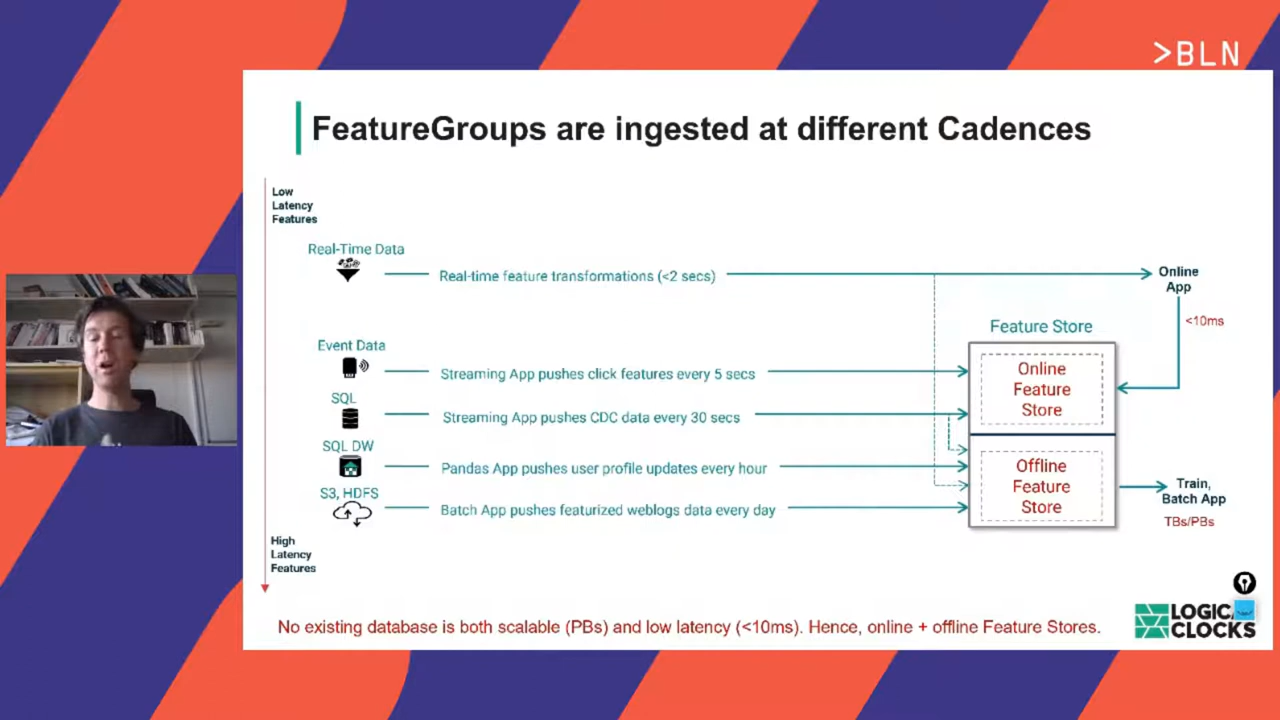 >BLN
FeatureGroups are ingested at different Cadences
Low
Latency
Features
Real-Time Data
Real-time feature transformations (<2 secs)
Online
App
<10ms
Feature Store
Event Data
Streaming App pushes click features every 5 secs
Online
Feature
Store
SQL
Streaming App pushes CDC data every 30 secs
SQL DW
Pandas App pushes user profile updates every hour
Offline
Feature
Store
S3, HDFS
Batch App pushes featurized weblogs data every day
Train,
Batch App
TBs/PBs
High
Latency
Features
No existing database is both scalable (PBs) and low latency (<10ms). Hence, online + offline Feature Stores.
LOGICAL
CLOCKS